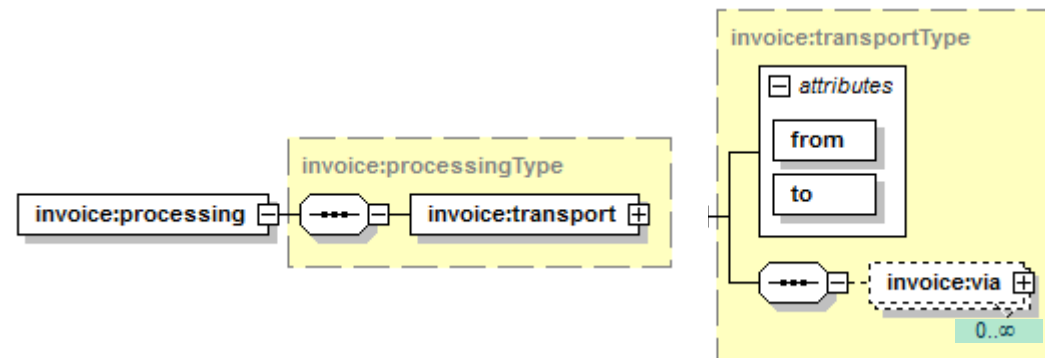 invoice:processing
invoice:processingType
invoice:transport
invoice:transportType
attributes
from
to
invoice:via
0..∞